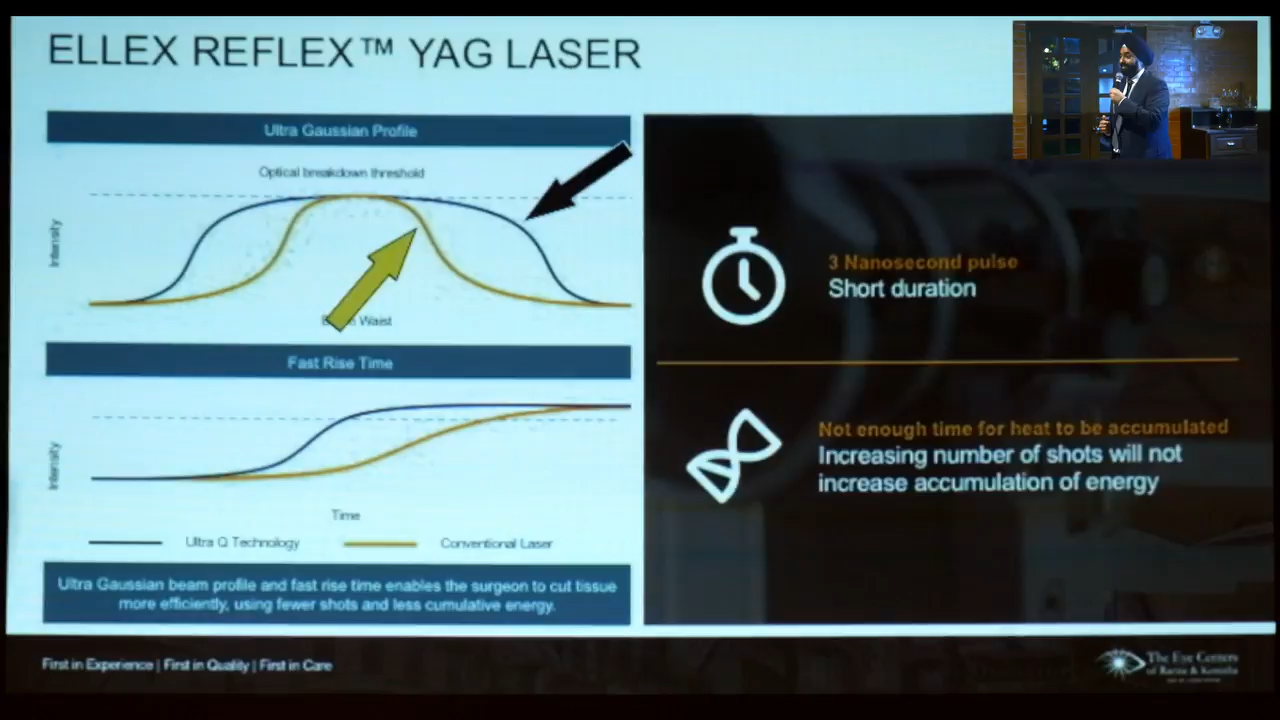 ELLEX REFLEX™ YAG LASER
Ultra Gaussian Profile
Optical breakdown threshold
Intensity
Waist
Fast Rise Time
Intensity
Time
Ultra Q Technology
Conventional Laser
Ultra Gaussian beam profile and fast rise time enables the surgeon to cut tissue
more efficiently, using fewer shots and less cumulative energy.
3 Nanosecond pulse
Short duration
Not enough time for heat to be accumulated
Increasing number of shots will not
increase accumulation of energy
First in Experience | First in Quality | First in Care
The Eye Centers
of Racine & Kenosha